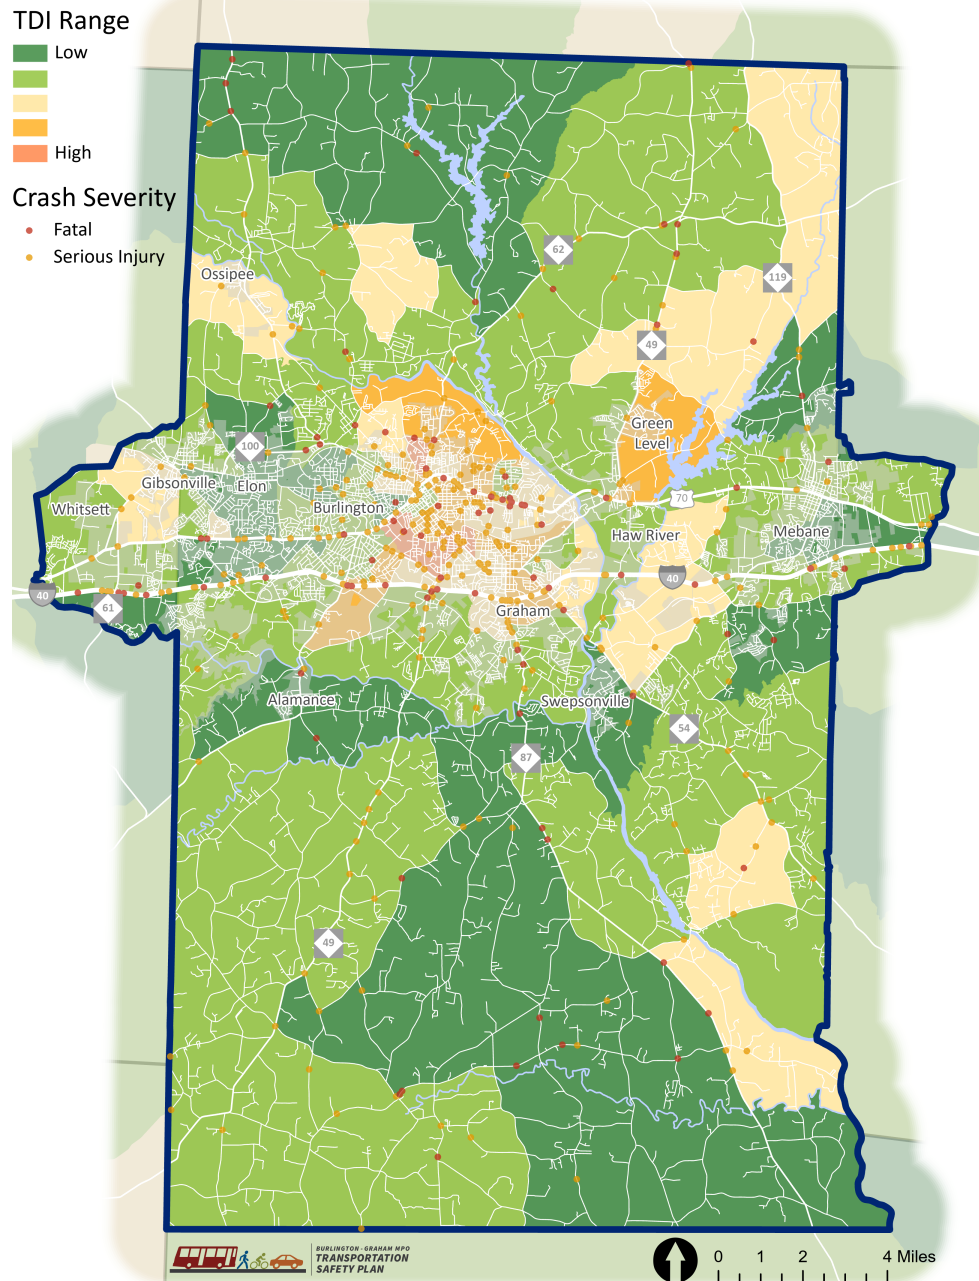 TDI Range
Low
High
Crash Severity
Fatal
Serious Injury
62
119
Ossipee
49
Green
Level
100
Gibsonville
Elon
Whitsett
Burlington
70
Haw River
Mebane
40
40
61
Graham
Alamance
Swepsonville
54
87
49
BURLINGTON - GRAHAM MPO
TRANSPORTATION
SAFETY PLAN
0 1 2 4 Miles